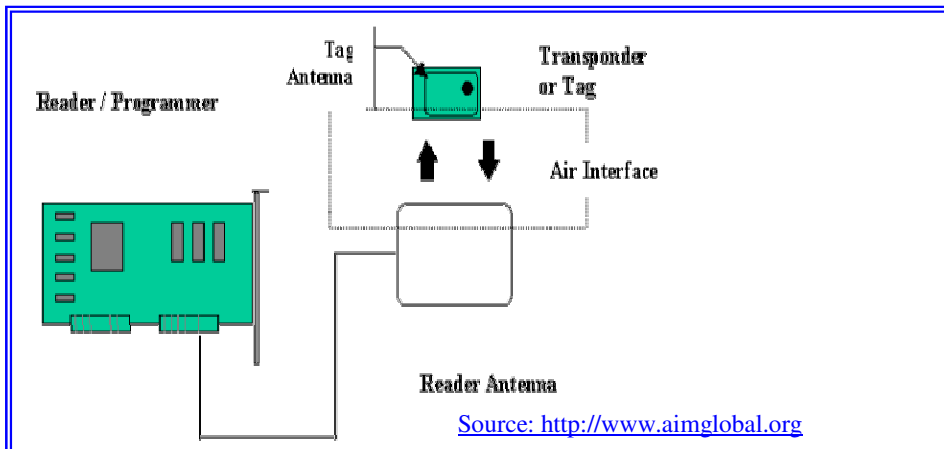 Tag
Antenna
Transponder
or Tag
Reader / Programmer
Air Interface
Reader Antenna
Source: http://www.aimglobal.org